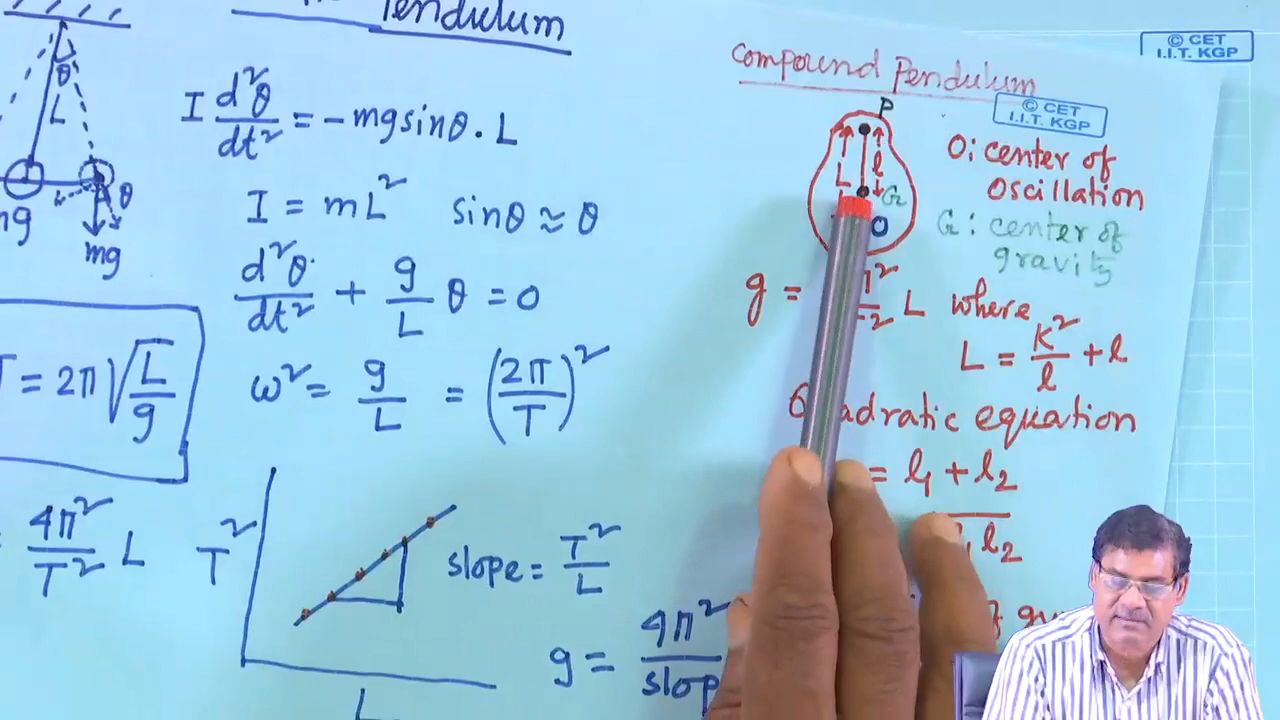 Pendulum
θ
L
θ
mg
mg
I d²θ/dt² = -mg sinθ · L
I = mL² sinθ ≈ θ
d²θ/dt² + g/L θ = 0
ω² = g/L = (2π/T)²
T = 2π √(L/g)
4π²/T² L
T²
slope = T²/L
L
g = 4π²/slop
© CET
I.I.T. KGP
Compound Pendulum
© CET
I.I.T. KGP
P
L
l
G
O
O: center of
oscillation
G: center of
gravity
g = L where
L = K²/l + l
adratic equation
= l₁ + l₂
l₂
of